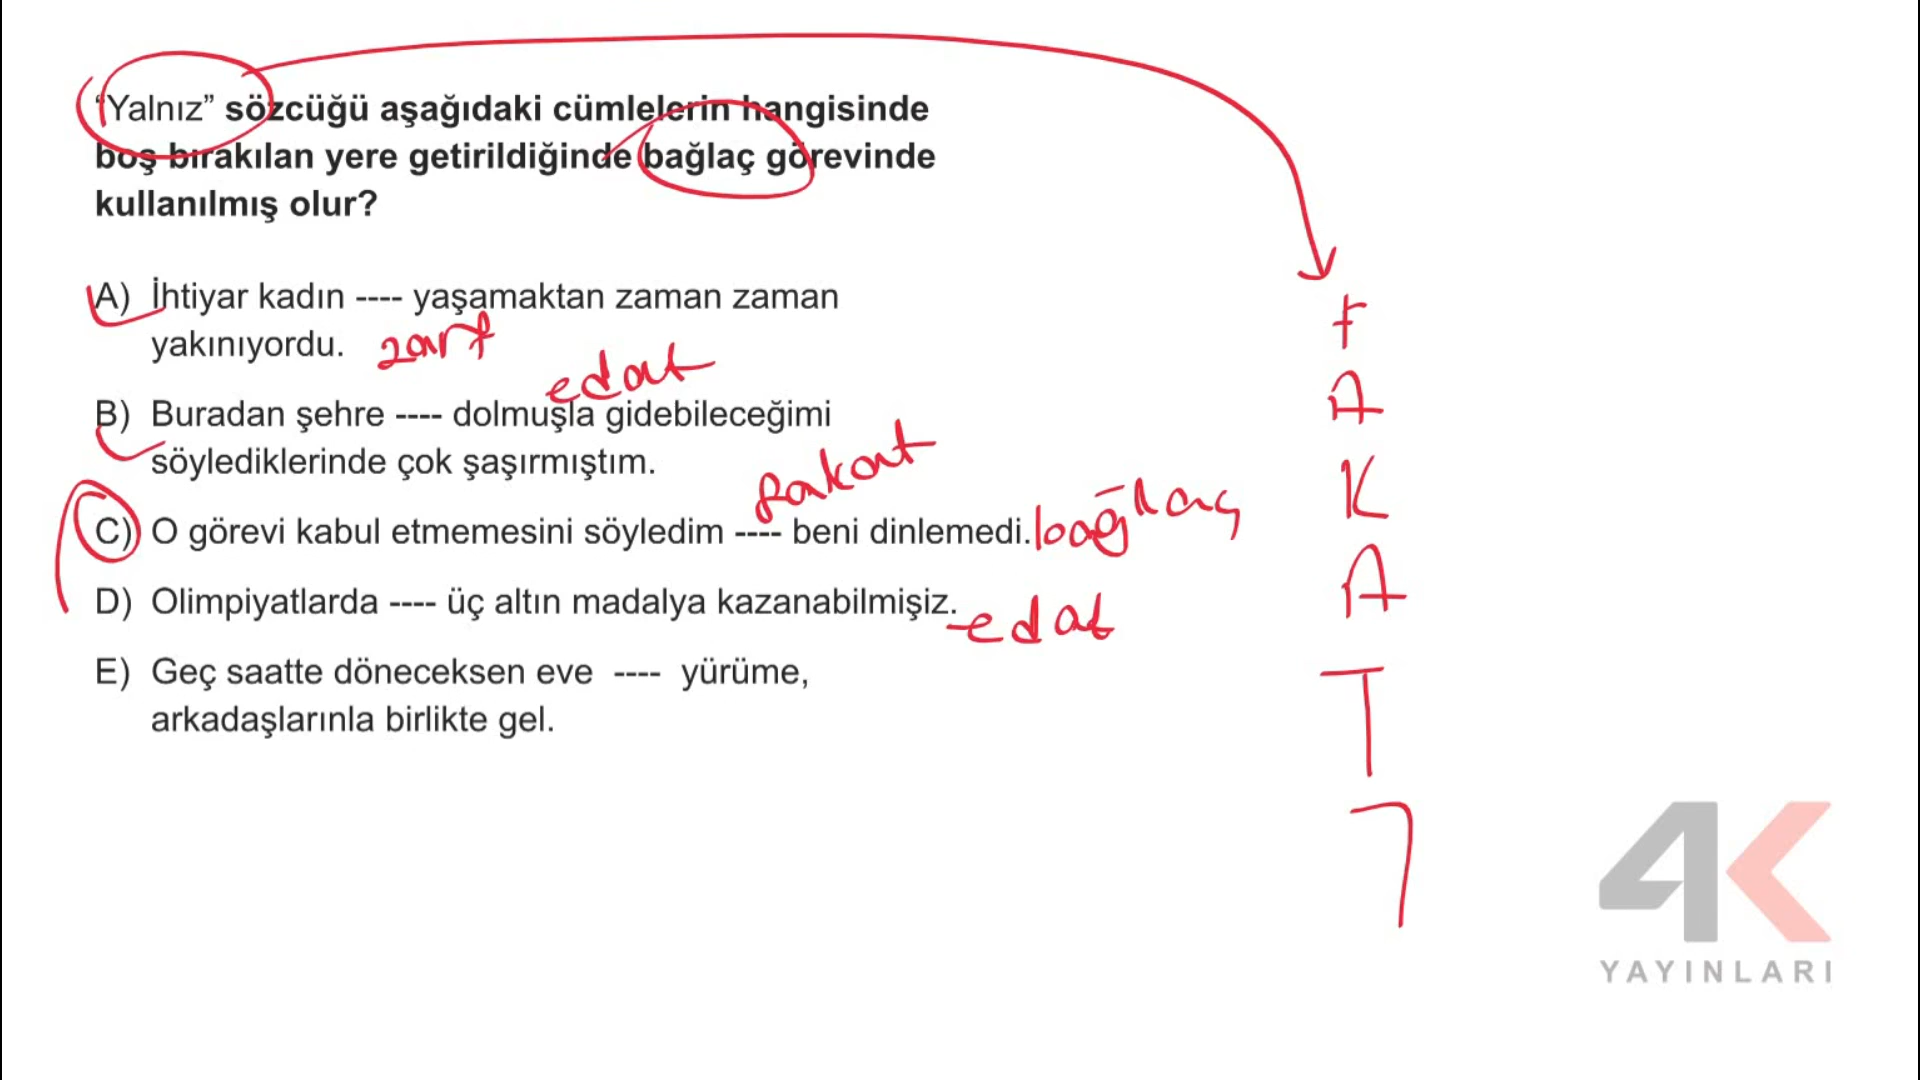 “Yalnız” sözcüğü aşağıdaki cümlelerin hangisinde
boş bırakılan yere getirildiğinde bağlaç görevinde
kullanılmış olur?
A) İhtiyar kadın ---- yaşamaktan zaman zaman
yakınıyordu. zarf
edat
B) Buradan şehre ---- dolmuşla gidebileceğimi
söylediklerinde çok şaşırmıştım.
fakat
C) O görevi kabul etmemesini söyledim ---- beni dinlemedi. bağlaç
D) Olimpiyatlarda ---- üç altın madalya kazanabilmişiz. edat
E) Geç saatte döneceksen eve ---- yürüme,
arkadaşlarınla birlikte gel.
F
A
K
A
T
4K
YAYINLARI